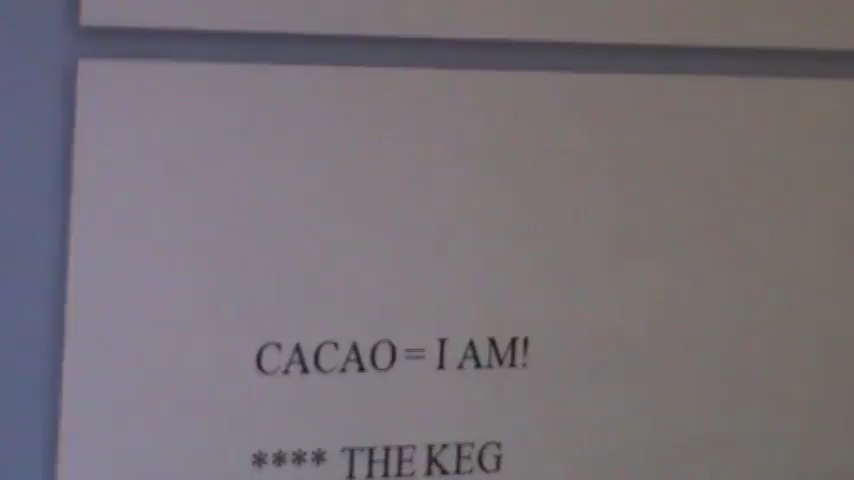 CACAO = I AM!
**** THE KEG